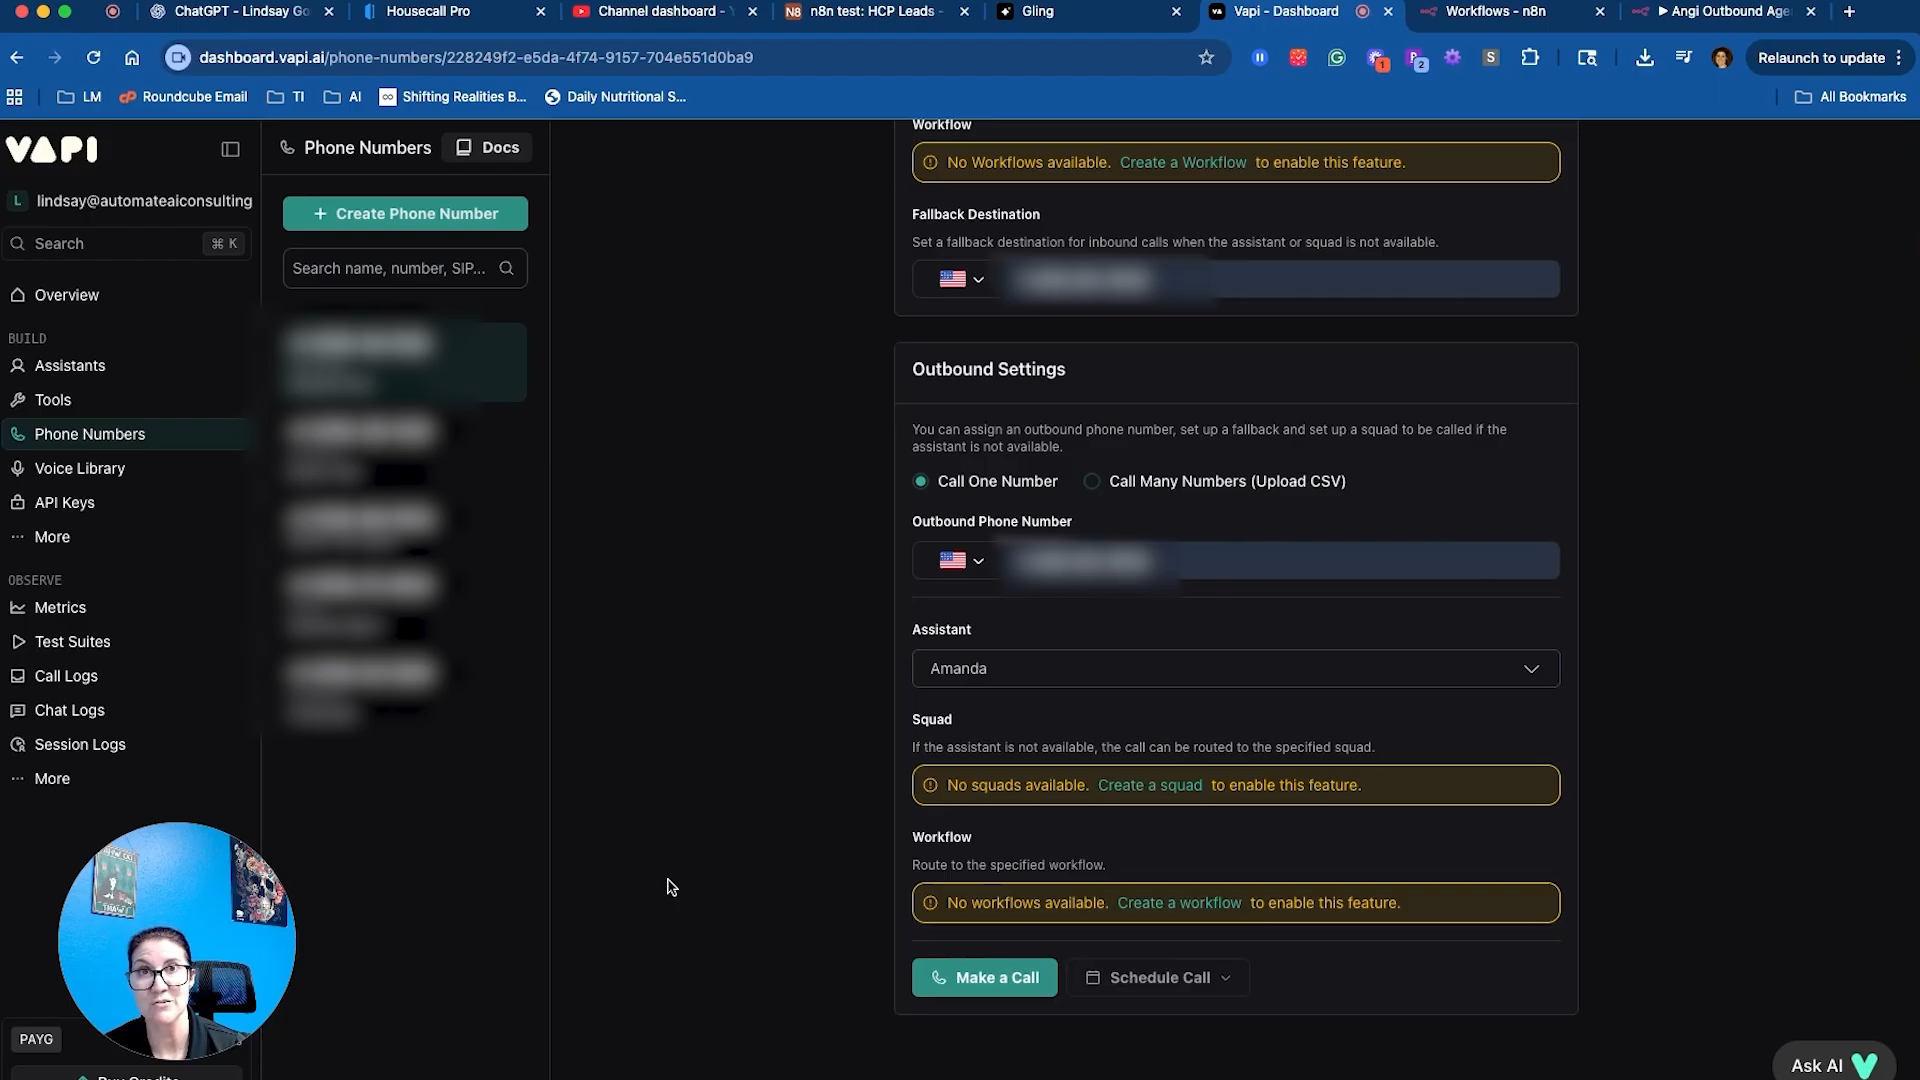 ChatGPT - Lindsay Go
Housecall Pro
Channel dashboard -
N8
n8n test: HCP Leads -
Gling
Vapi - Dashboard
Workflows - n8n
Angi Outbound Age
dashboard.vapi.ai/phone-numbers/228249f2-e5da-4f74-9157-704e551d0ba9
1
2
S
Relaunch to update
LM
Roundcube Email
TI
AI
Shifting Realities B...
Daily Nutritional S...
All Bookmarks
VAPI
L
lindsay@automateaiconsulting
Search
⌘ K
Overview
BUILD
Assistants
Tools
Phone Numbers
Voice Library
API Keys
More
OBSERVE
Metrics
Test Suites
Call Logs
Chat Logs
Session Logs
More
PAYG
Phone Numbers
Docs
+ Create Phone Number
Search name, number, SIP...
Workflow
No Workflows available. Create a Workflow to enable this feature.
Fallback Destination
Set a fallback destination for inbound calls when the assistant or squad is not available.
Outbound Settings
You can assign an outbound phone number, set up a fallback and set up a squad to be called if the
assistant is not available.
Call One Number
Call Many Numbers (Upload CSV)
Outbound Phone Number
Assistant
Amanda
Squad
If the assistant is not available, the call can be routed to the specified squad.
No squads available. Create a squad to enable this feature.
Workflow
Route to the specified workflow.
No workflows available. Create a workflow to enable this feature.
Make a Call
Schedule Call
Ask AI